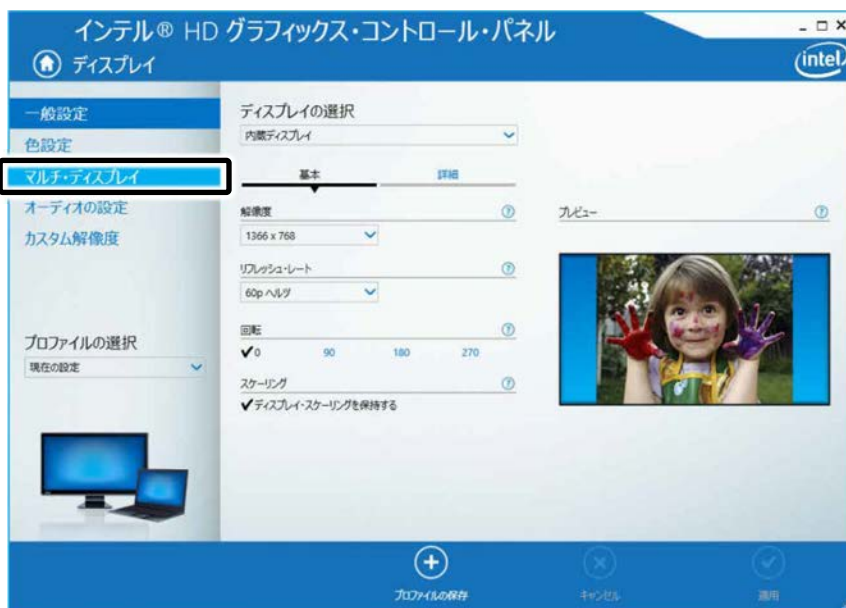 インテル® HD グラフィックス・コントロール・パネル
ディスプレイ
intel
一般設定
色設定
マルチ・ディスプレイ
オーディオの設定
カスタム解像度
プロファイルの選択
現在の設定
ディスプレイの選択
内蔵ディスプレイ
基本
詳細
解像度
?
1366 x 768
リフレッシュ・レート
?
60p ヘルツ
回転
?
✔0 90 180 270
スケーリング
?
✔ディスプレイ・スケーリングを保持する
プレビュー
?
プロファイルの保存
キャンセル
適用